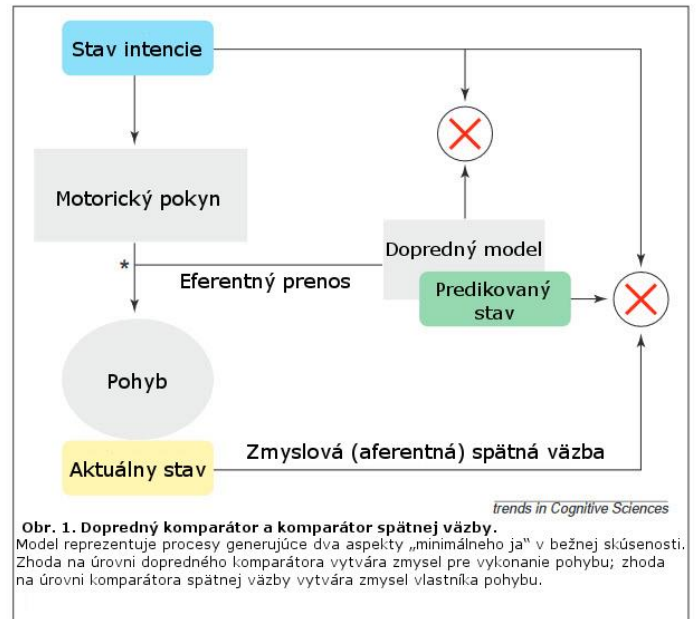 Stav intencie
Motorický pokyn
Dopredný model
*
Eferentný prenos
Predikovaný
stav
Pohyb
Aktuálny stav
Zmyslová (aferentná) spätná väzba
trends in Cognitive Sciences
Obr. 1. Dopredný komparátor a komparátor spätnej väzby.
Model reprezentuje procesy generujúce dva aspekty „minimálneho ja“ v bežnej skúsenosti.
Zhoda na úrovni dopredného komparátora vytvára zmysel pre vykonanie pohybu; zhoda
na úrovni komparátora spätnej väzby vytvára zmysel vlastníka pohybu.